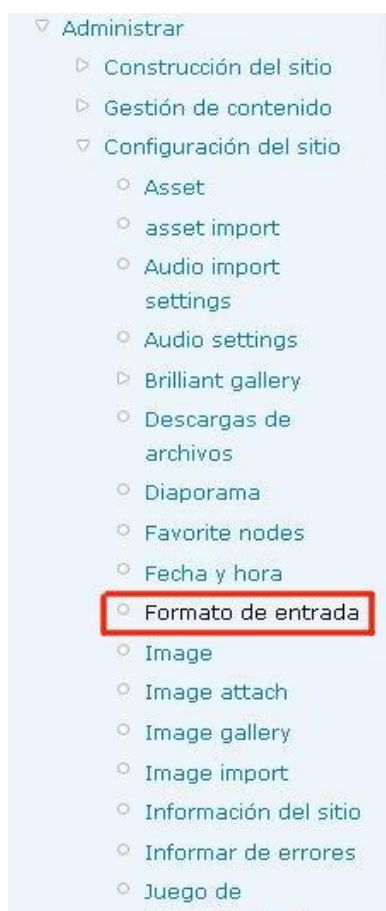 Administrar
Construcción del sitio
Gestión de contenido
Configuración del sitio
Asset
asset import
Audio import
settings
Audio settings
Brilliant gallery
Descargas de
archivos
Diaporama
Favorite nodes
Fecha y hora
Formato de entrada
Image
Image attach
Image gallery
Image import
Información del sitio
Informar de errores
Juego de